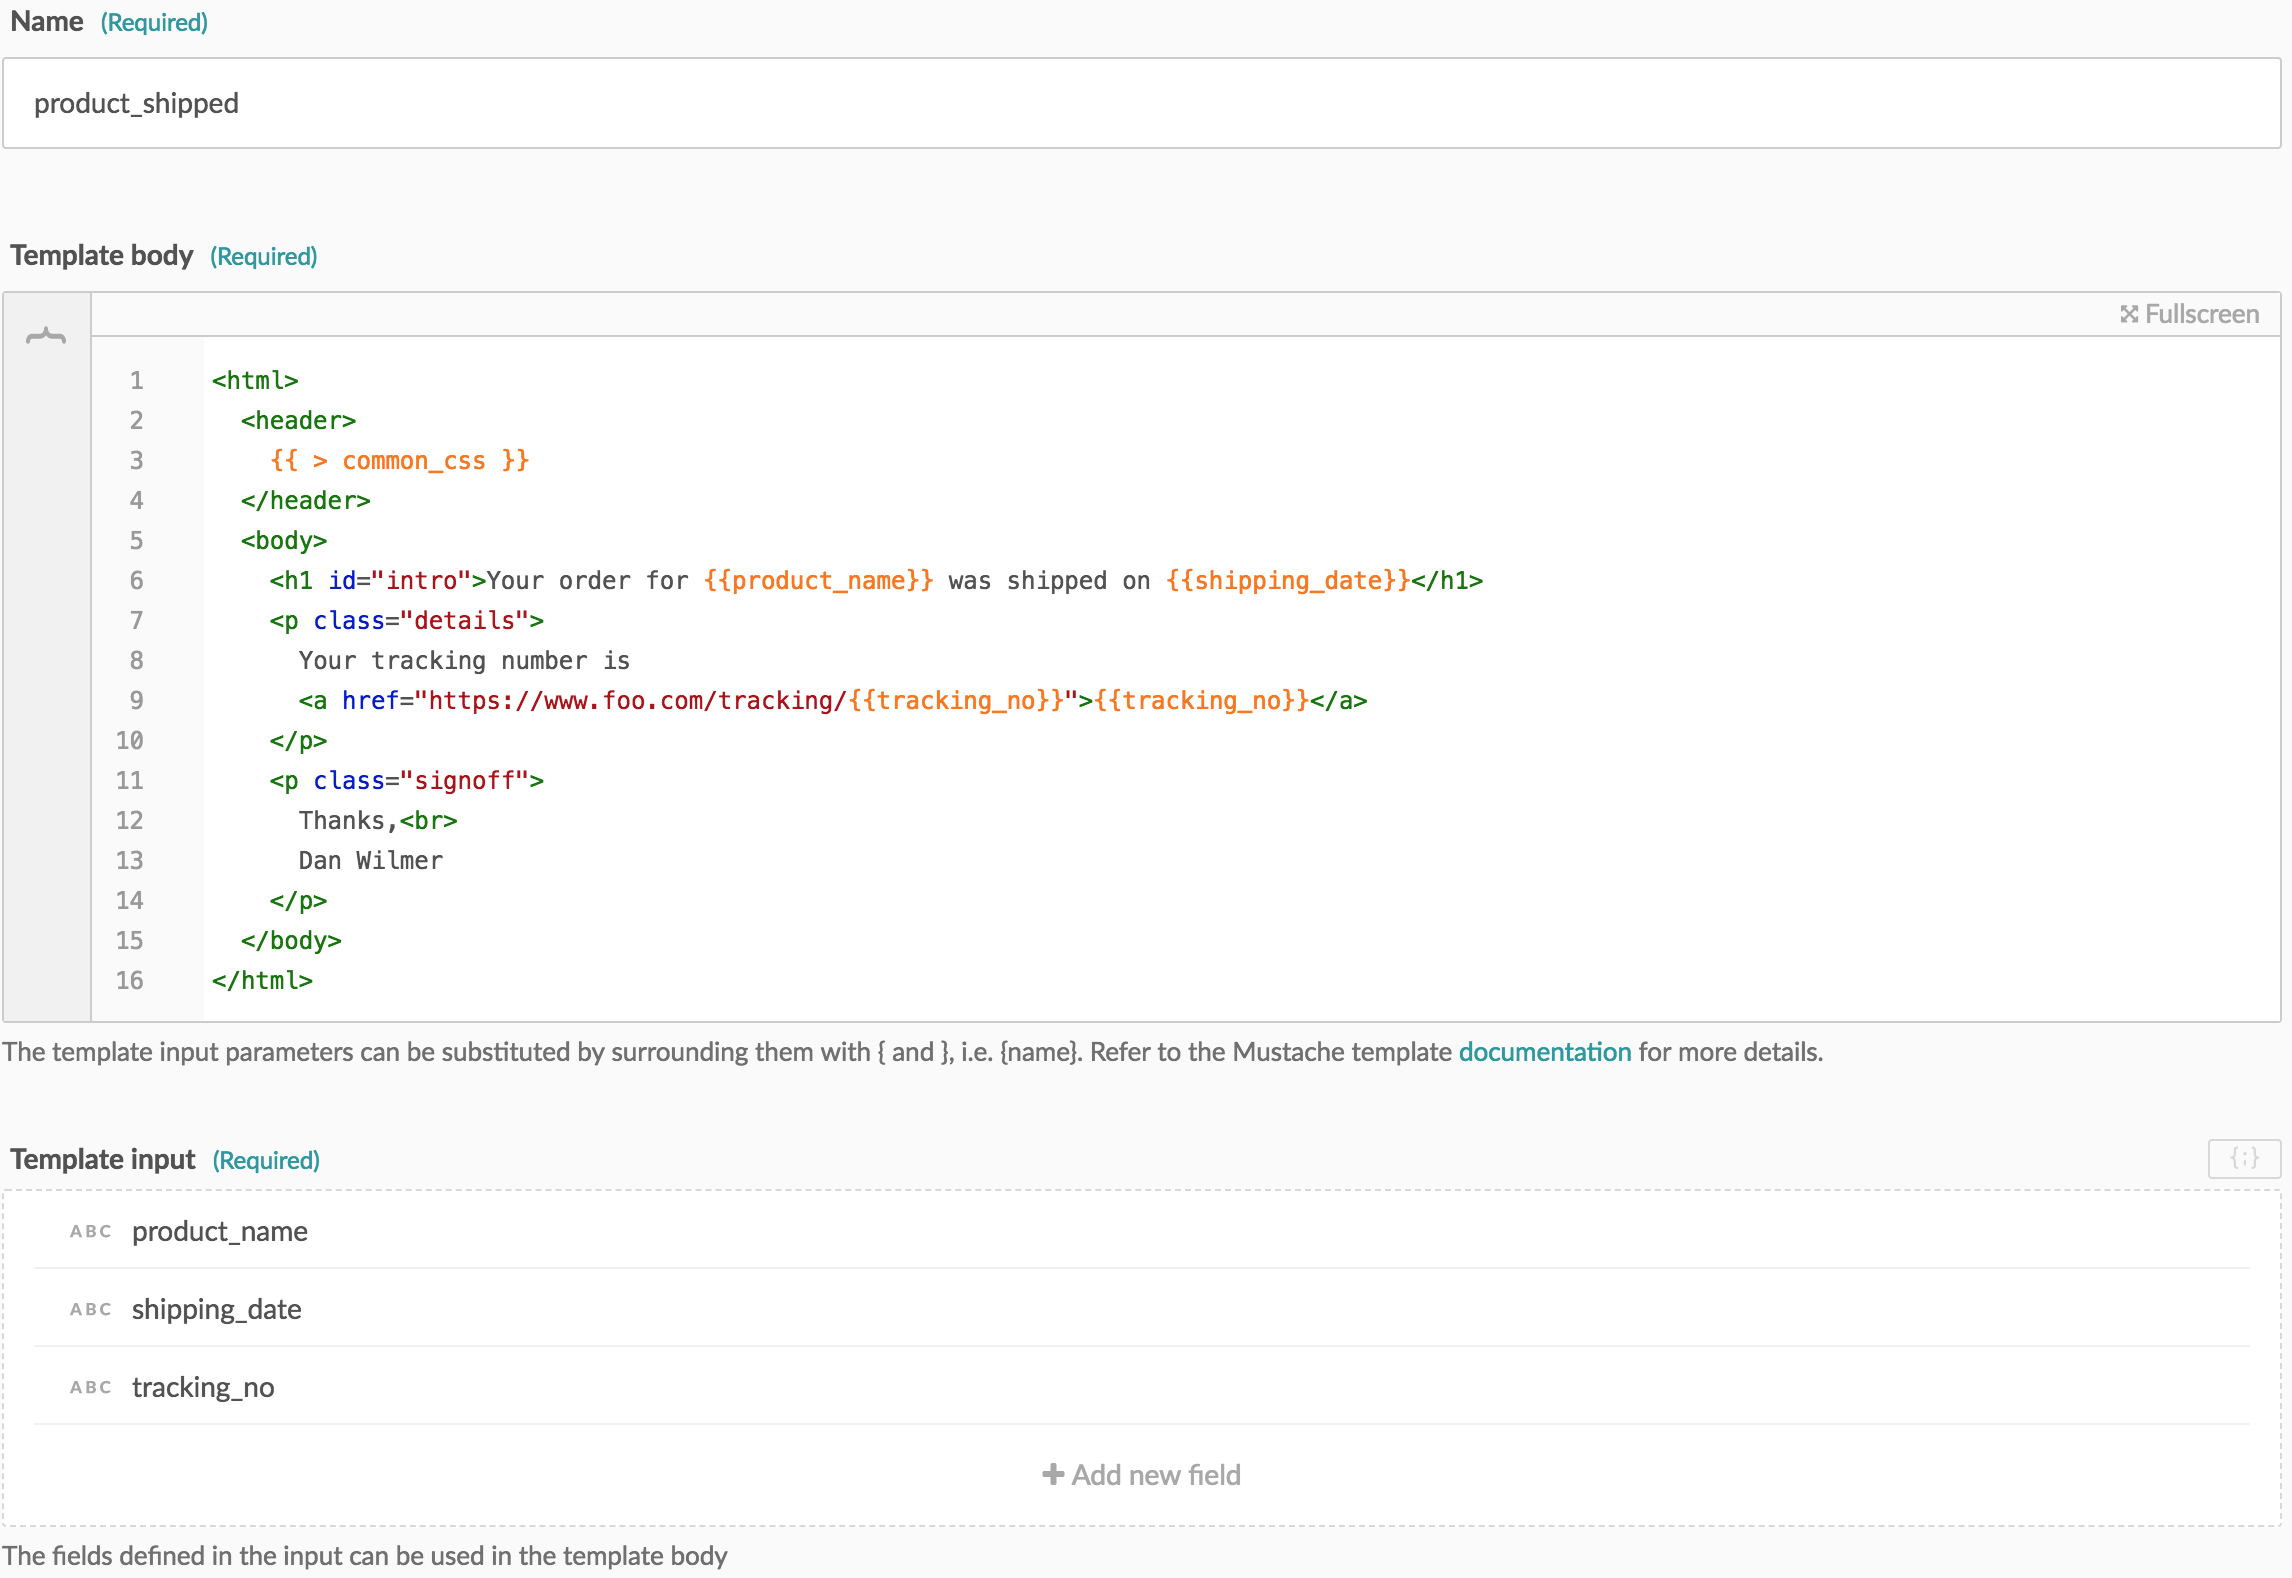 Name (Required)
product_shipped
Template body (Required)
Fullscreen
1 <html>
2   <header>
3     {{ > common_css }}
4   </header>
5   <body>
6     <h1 id="intro">Your order for {{product_name}} was shipped on {{shipping_date}}</h1>
7     <p class="details">
8       Your tracking number is
9       <a href="https://www.foo.com/tracking/{{tracking_no}}">{{tracking_no}}</a>
10     </p>
11     <p class="signoff">
12       Thanks,<br>
13       Dan Wilmer
14     </p>
15   </body>
16 </html>
The template input parameters can be substituted by surrounding them with { and }, i.e. {name}. Refer to the Mustache template documentation for more details.
Template input (Required)
{;}
ABC product_name
ABC shipping_date
ABC tracking_no
Add new field
The fields defined in the input can be used in the template body